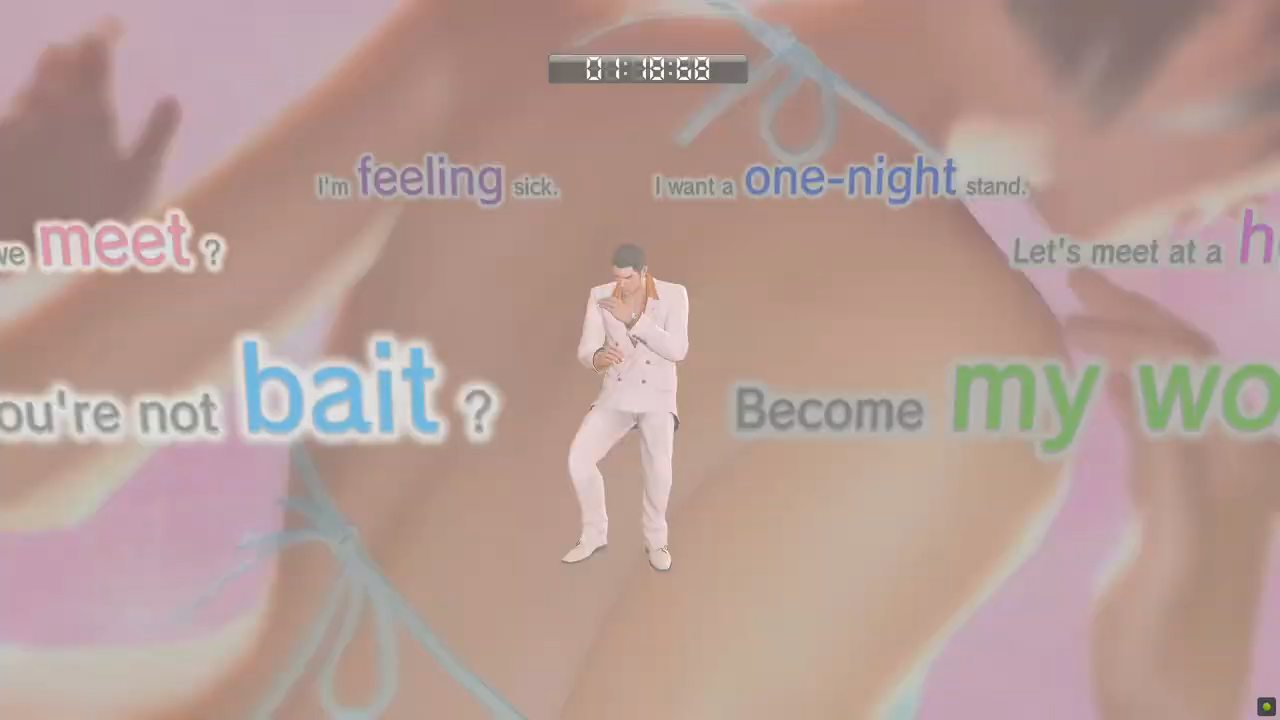 01:18:68
I'm feeling sick.
I want a one-night stand.
we meet ?
Let's meet at a
ou're not bait ?
Become my wo